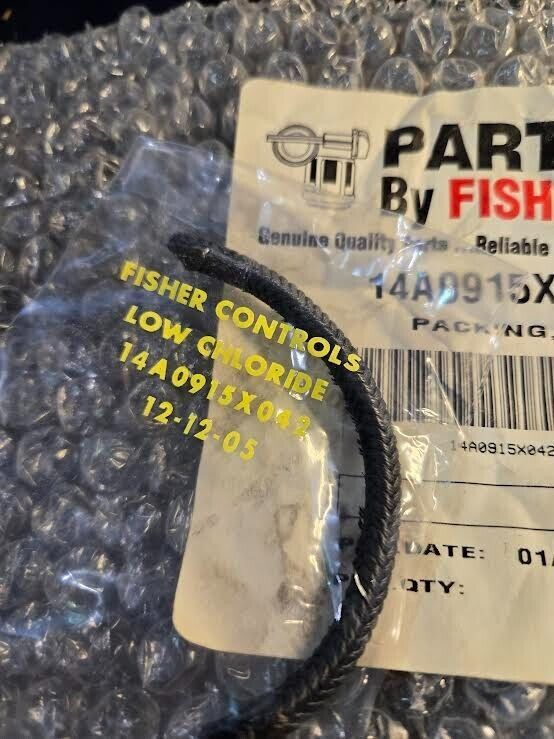 PART
By FISH
Genuine Quality Parts Reliable
14A0915X
PACKING,
FISHER CONTROLS
LOW CHLORIDE
14A0915X042
12-12-05
14A0915X042
DATE: 01/
QTY: